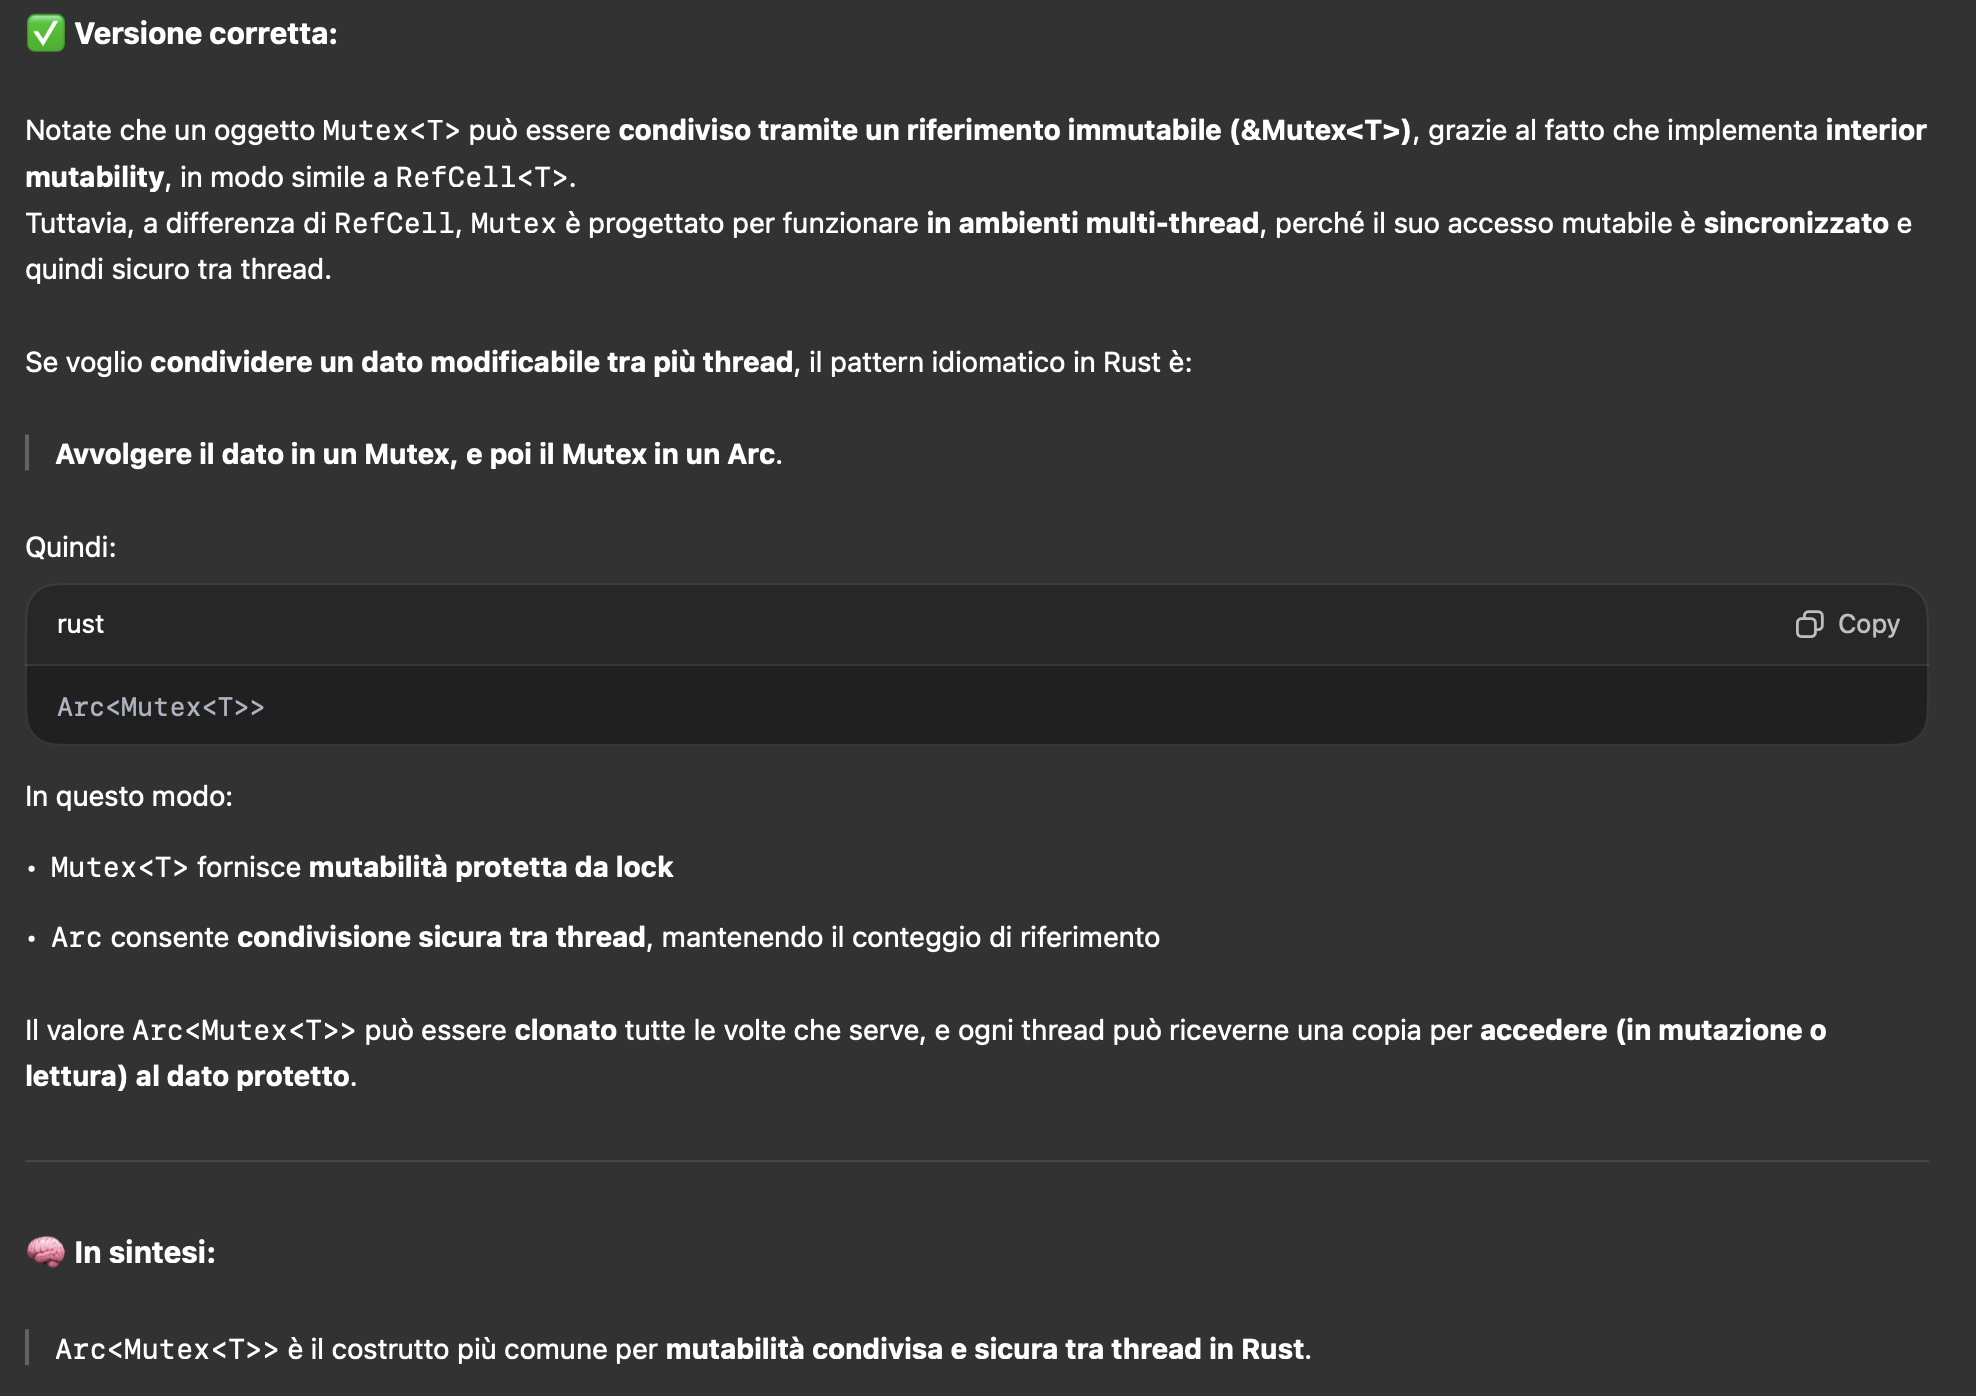 ✅ Versione corretta:
Notate che un oggetto Mutex<T> può essere condiviso tramite un riferimento immutabile (&Mutex<T>), grazie al fatto che implementa interior
mutability, in modo simile a RefCell<T>.
Tuttavia, a differenza di RefCell, Mutex è progettato per funzionare in ambienti multi-thread, perché il suo accesso mutabile è sincronizzato e
quindi sicuro tra thread.
Se voglio condividere un dato modificabile tra più thread, il pattern idiomatico in Rust è:
Avvolgere il dato in un Mutex, e poi il Mutex in un Arc.
Quindi:
rust
Copy
Arc<Mutex<T>>
In questo modo:
• Mutex<T> fornisce mutabilità protetta da lock
• Arc consente condivisione sicura tra thread, mantenendo il conteggio di riferimento
Il valore Arc<Mutex<T>> può essere clonato tutte le volte che serve, e ogni thread può riceverne una copia per accedere (in mutazione o
lettura) al dato protetto.
🧠 In sintesi:
Arc<Mutex<T>> è il costrutto più comune per mutabilità condivisa e sicura tra thread in Rust.